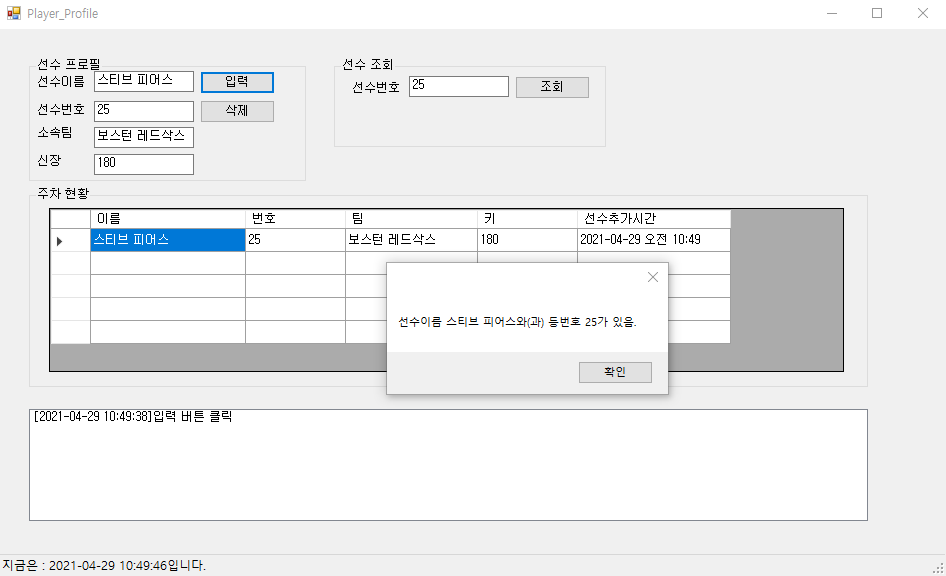 Player_Profile
선수 프로필
선수이름 스티브 피어스 입력
선수번호 25 삭제
소속팀 보스턴 레드삭스
신장 180
선수 조회
선수번호 25 조회
주차 현황
이름 번호 팀 키 선수추가시간
스티브 피어스 25 보스턴 레드삭스 180 2021-04-29 오전 10:49
선수이름 스티브 피어스와(과) 등번호 25가 있음.
확인
[2021-04-29 10:49:38]입력 버튼 클릭
지금은 : 2021-04-29 10:49:46입니다.